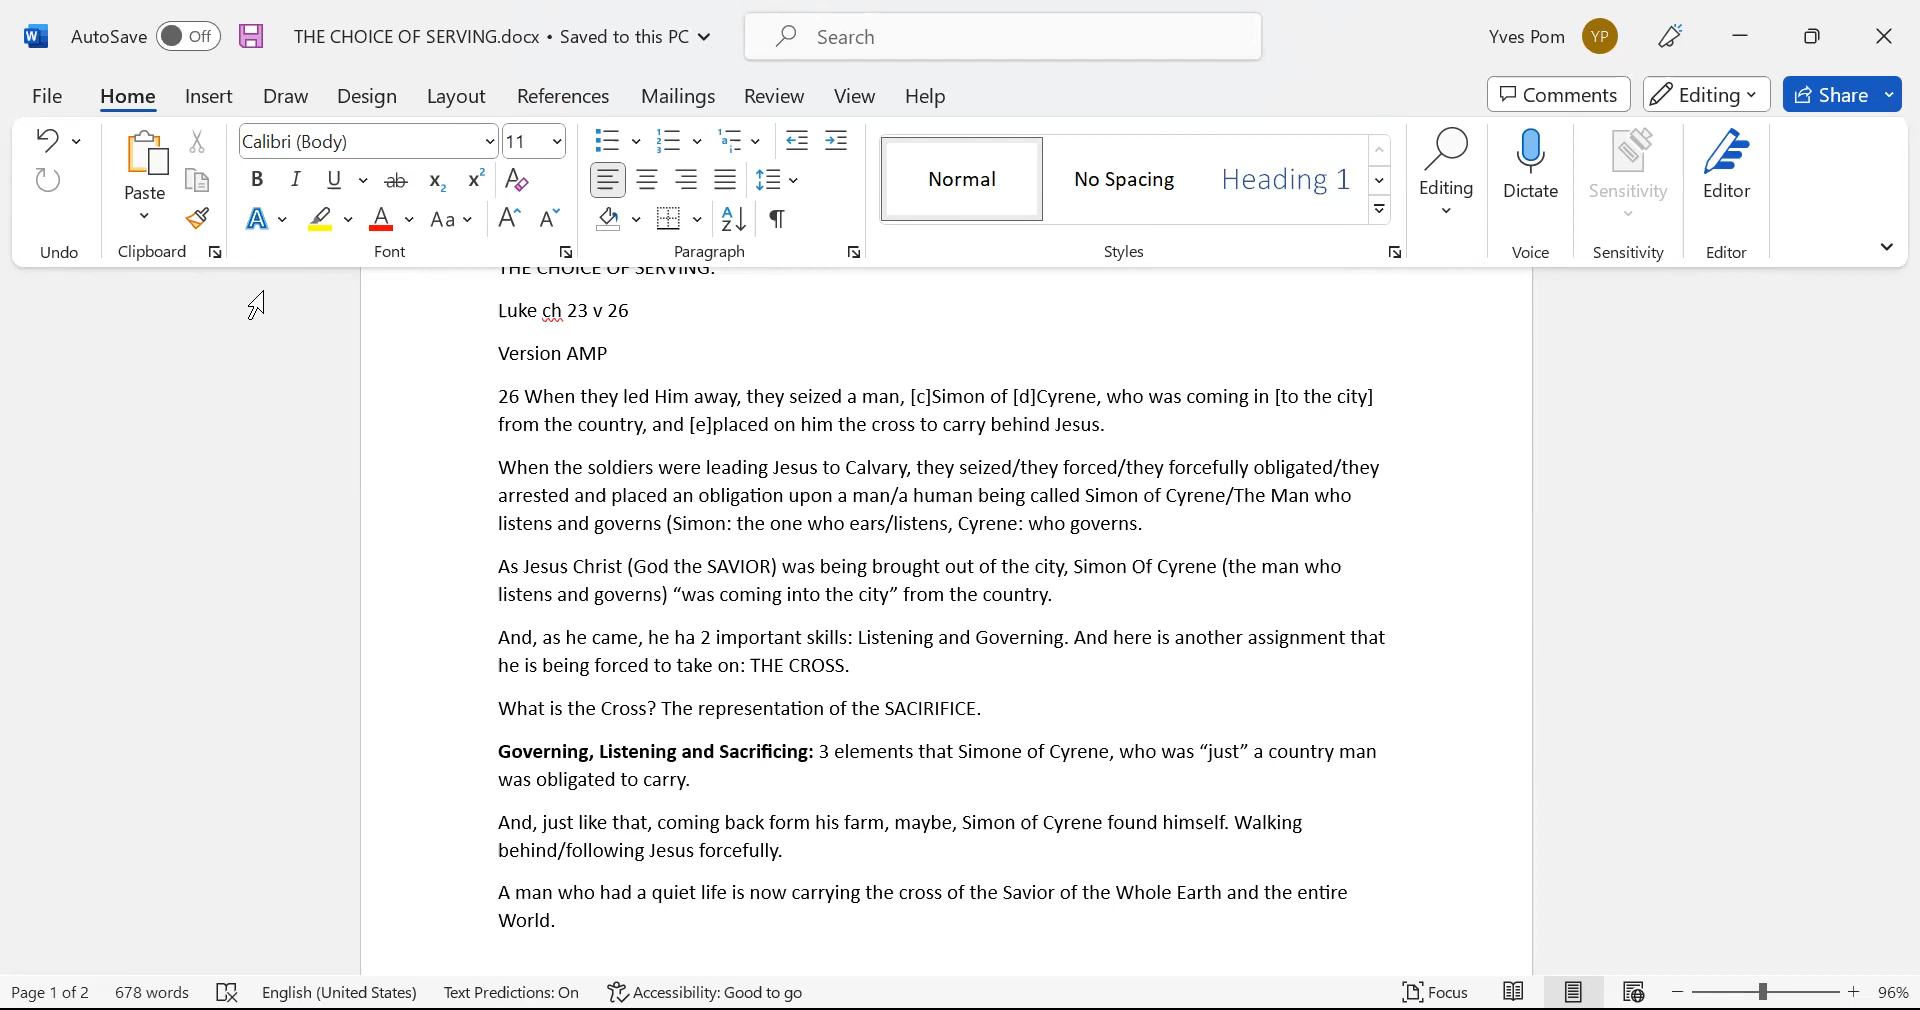 AutoSave Off THE CHOICE OF SERVING.docx • Saved to this PC Search Yves Pom YP
File Home Insert Draw Design Layout References Mailings Review View Help Comments Editing Share
Calibri (Body) 11
Paste
Normal No Spacing Heading 1
Editing Dictate Sensitivity Editor
Undo Clipboard Font Paragraph Styles Voice Sensitivity Editor
THE CHOICE OF SERVING.
Luke ch 23 v 26
Version AMP
26 When they led Him away, they seized a man, [c]Simon of [d]Cyrene, who was coming in [to the city]
from the country, and [e]placed on him the cross to carry behind Jesus.
When the soldiers were leading Jesus to Calvary, they seized/they forced/they forcefully obligated/they
arrested and placed an obligation upon a man/a human being called Simon of Cyrene/The Man who
listens and governs (Simon: the one who ears/listens, Cyrene: who governs.
As Jesus Christ (God the SAVIOR) was being brought out of the city, Simon Of Cyrene (the man who
listens and governs) “was coming into the city” from the country.
And, as he came, he ha 2 important skills: Listening and Governing. And here is another assignment that
he is being forced to take on: THE CROSS.
What is the Cross? The representation of the SACIRIFICE.
Governing, Listening and Sacrificing: 3 elements that Simone of Cyrene, who was “just” a country man
was obligated to carry.
And, just like that, coming back form his farm, maybe, Simon of Cyrene found himself. Walking
behind/following Jesus forcefully.
A man who had a quiet life is now carrying the cross of the Savior of the Whole Earth and the entire
World.
Page 1 of 2 678 words English (United States) Text Predictions: On Accessibility: Good to go Focus 96%